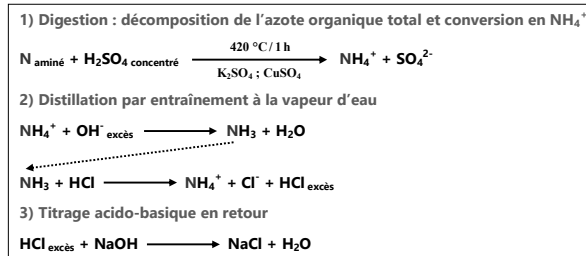 1) Digestion : décomposition de l'azote organique total et conversion en NH₄⁺
420 °C / 1 h
N aminé + H₂SO₄ concentré NH₄⁺ + SO₄²⁻
K₂SO₄ ; CuSO₄
2) Distillation par entraînement à la vapeur d'eau
NH₄⁺ + OH⁻ excès NH₃ + H₂O
NH₃ + HCl NH₄⁺ + Cl⁻ + HCl excès
3) Titrage acido-basique en retour
HCl excès + NaOH NaCl + H₂O